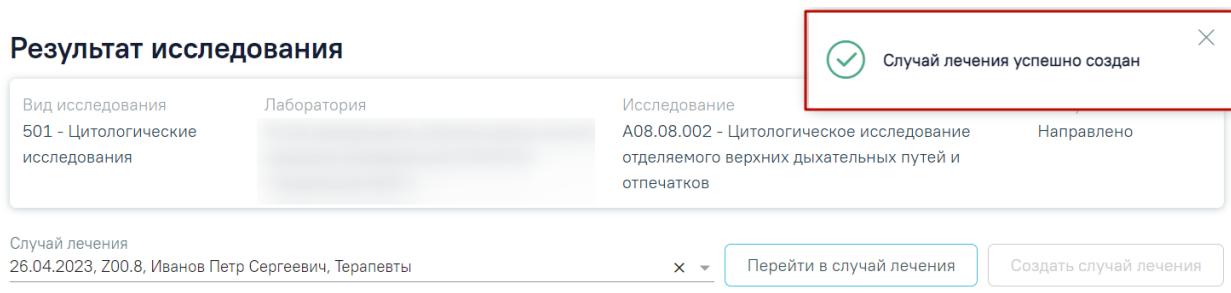 Результат исследования
Случай лечения успешно создан
Вид исследования
Лаборатория
Исследование
501 - Цитологические
исследования
A08.08.002 - Цитологическое исследование
отделяемого верхних дыхательных путей и
отпечатков
Направлено
Случай лечения
26.04.2023, Z00.8, Иванов Петр Сергеевич, Терапевты
Перейти в случай лечения
Создать случай лечения